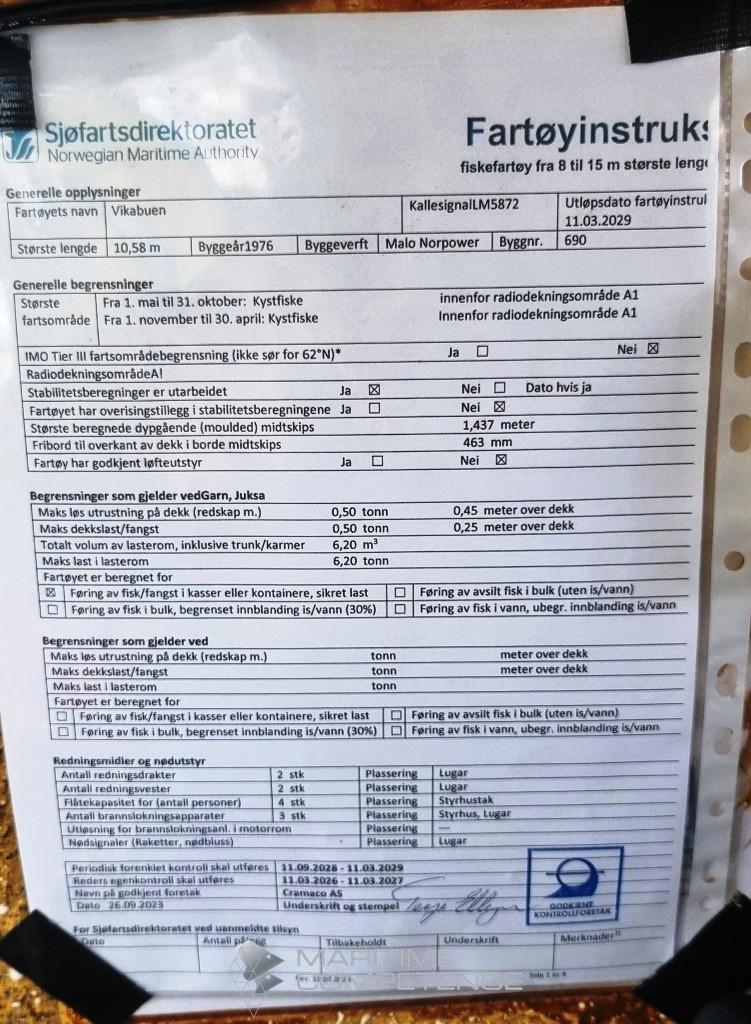 Sjøfartsdirektoratet
Norwegian Maritime Authority
Fartøyinstruks
fiskefartøy fra 8 til 15 m største leng
Generelle opplysninger
Fartøyets navn Vikabuen KallesignalLM5872 Utløpsdato fartøyinstru
11.03.2029
Største lengde 10,58 m Byggeår1976 Byggeverft Malo Norpower Byggnr. 690
Generelle begrensninger
Største fartsområde
Fra 1. mai til 31. oktober: Kystfiske innenfor radiodekningsområde A1
Fra 1. november til 30. april: Kystfiske Innenfor radiodekningsområde A1
IMO Tier III fartsområdebegrensning (ikke sør for 62°N)* Ja ☐ Nei ☒
RadiodekningsområdeA!
Stabilitetsberegninger er utarbeidet Ja ☒ Nei ☐ Dato hvis ja
Fartøyet har overisingstillegg i stabilitetsberegningene Ja ☐ Nei ☒
Største beregnede dypgående (moulded) midtskips 1,437 meter
Fribord til overkant av dekk i borde midtskips 463 mm
Fartøy har godkjent løfteutstyr Ja ☐ Nei ☒
Begrensninger som gjelder vedGarn, Juksa
Maks løs utrustning på dekk (redskap m.) 0,50 tonn 0,45 meter over dekk
Maks dekkslast/fangst 0,50 tonn 0,25 meter over dekk
Totalt volum av lasterom, inklusive trunk/karmer 6,20 m³
Maks last i lasterom 6,20 tonn
Fartøyet er beregnet for
☒ Føring av fisk/fangst i kasser eller kontainere, sikret last ☐ Føring av avsilt fisk i bulk (uten is/vann)
☐ Føring av fisk i bulk, begrenset innblanding is/vann (30%) ☐ Føring av fisk i vann, ubegr. innblanding is/vann
Begrensninger som gjelder ved
Maks løs utrustning på dekk (redskap m.) tonn meter over dekk
Maks dekkslast/fangst tonn meter over dekk
Maks last i lasterom tonn
Fartøyet er beregnet for
☐ Føring av fisk/fangst i kasser eller kontainere, sikret last ☐ Føring av avsilt fisk i bulk (uten is/vann)
☐ Føring av fisk i bulk, begrenset innblanding is/vann (30%) ☐ Føring av fisk i vann, ubegr. innblanding is/vann
Redningsmidler og nødutstyr
Antall redningsdrakter 2 stk Plassering Lugar
Antall redningsvester 2 stk Plassering Lugar
Flåtekapasitet for (antall personer) 4 stk Plassering Styrhustak
Antall brannslokningsapparater 3 stk Plassering Styrhus, Lugar
Utløsning for brannslokningsanl. i motorrom Plassering ---
Nødsignaler (Raketter, nødbluss) Plassering Lugar
Periodisk forenklet kontroll skal utføres 11.09.2028 - 11.03.2029
Reders egenkontroll skal utføres 11.03.2026 - 11.03.2027
Navn på godkjent foretak Cramaco AS
Dato 26.09.2023 Underskrift og stempel
GODKJENT
KONTROLLFORETAK
For Sjøfartsdirektoratet ved uanmeldte tilsyn
Dato Antall pålegg Tilbakeholdt Underskrift Merknader
MARITIME
COMPETENCE
Side 1 av 4